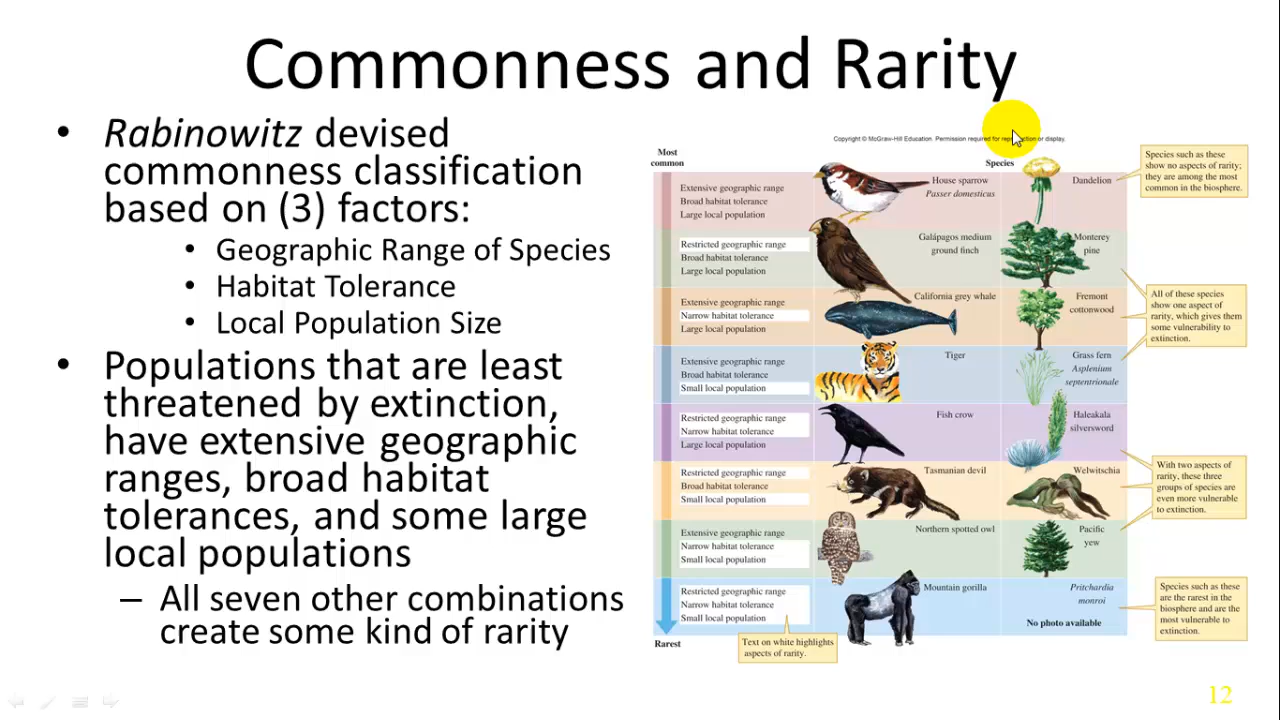 Commonness and Rarity
• Rabinowitz devised
commonness classification
based on (3) factors:
• Geographic Range of Species
• Habitat Tolerance
• Local Population Size
• Populations that are least
threatened by extinction,
have extensive geographic
ranges, broad habitat
tolerances, and some large
local populations
– All seven other combinations
create some kind of rarity
Copyright © McGraw-Hill Education. Permission required for reproduction or display.
Most
common
Species
Extensive geographic range
Broad habitat tolerance
Large local population
House sparrow
Passer domesticus
Dandelion
Species such as these
show no aspects of rarity;
they are among the most
common in the biosphere.
Restricted geographic range
Broad habitat tolerance
Large local population
Galápagos medium
ground finch
Monterey
pine
Extensive geographic range
Narrow habitat tolerance
Large local population
California grey whale
Fremont
cottonwood
All of these species
show one aspect of
rarity, which gives them
some vulnerability to
extinction.
Extensive geographic range
Broad habitat tolerance
Small local population
Tiger
Grass fern
Asplenium
septentrionale
Restricted geographic range
Narrow habitat tolerance
Large local population
Fish crow
Haleakala
silversword
Restricted geographic range
Broad habitat tolerance
Small local population
Tasmanian devil
Welwitschia
With two aspects of
rarity, these three
groups of species are
even more vulnerable
to extinction.
Extensive geographic range
Narrow habitat tolerance
Small local population
Northern spotted owl
Pacific
yew
Restricted geographic range
Narrow habitat tolerance
Small local population
Mountain gorilla
Pritchardia
monroi
No photo available
Species such as these
are the rarest in the
biosphere and are the
most vulnerable to
extinction.
Rarest
Text on white highlights
aspects of rarity.
12